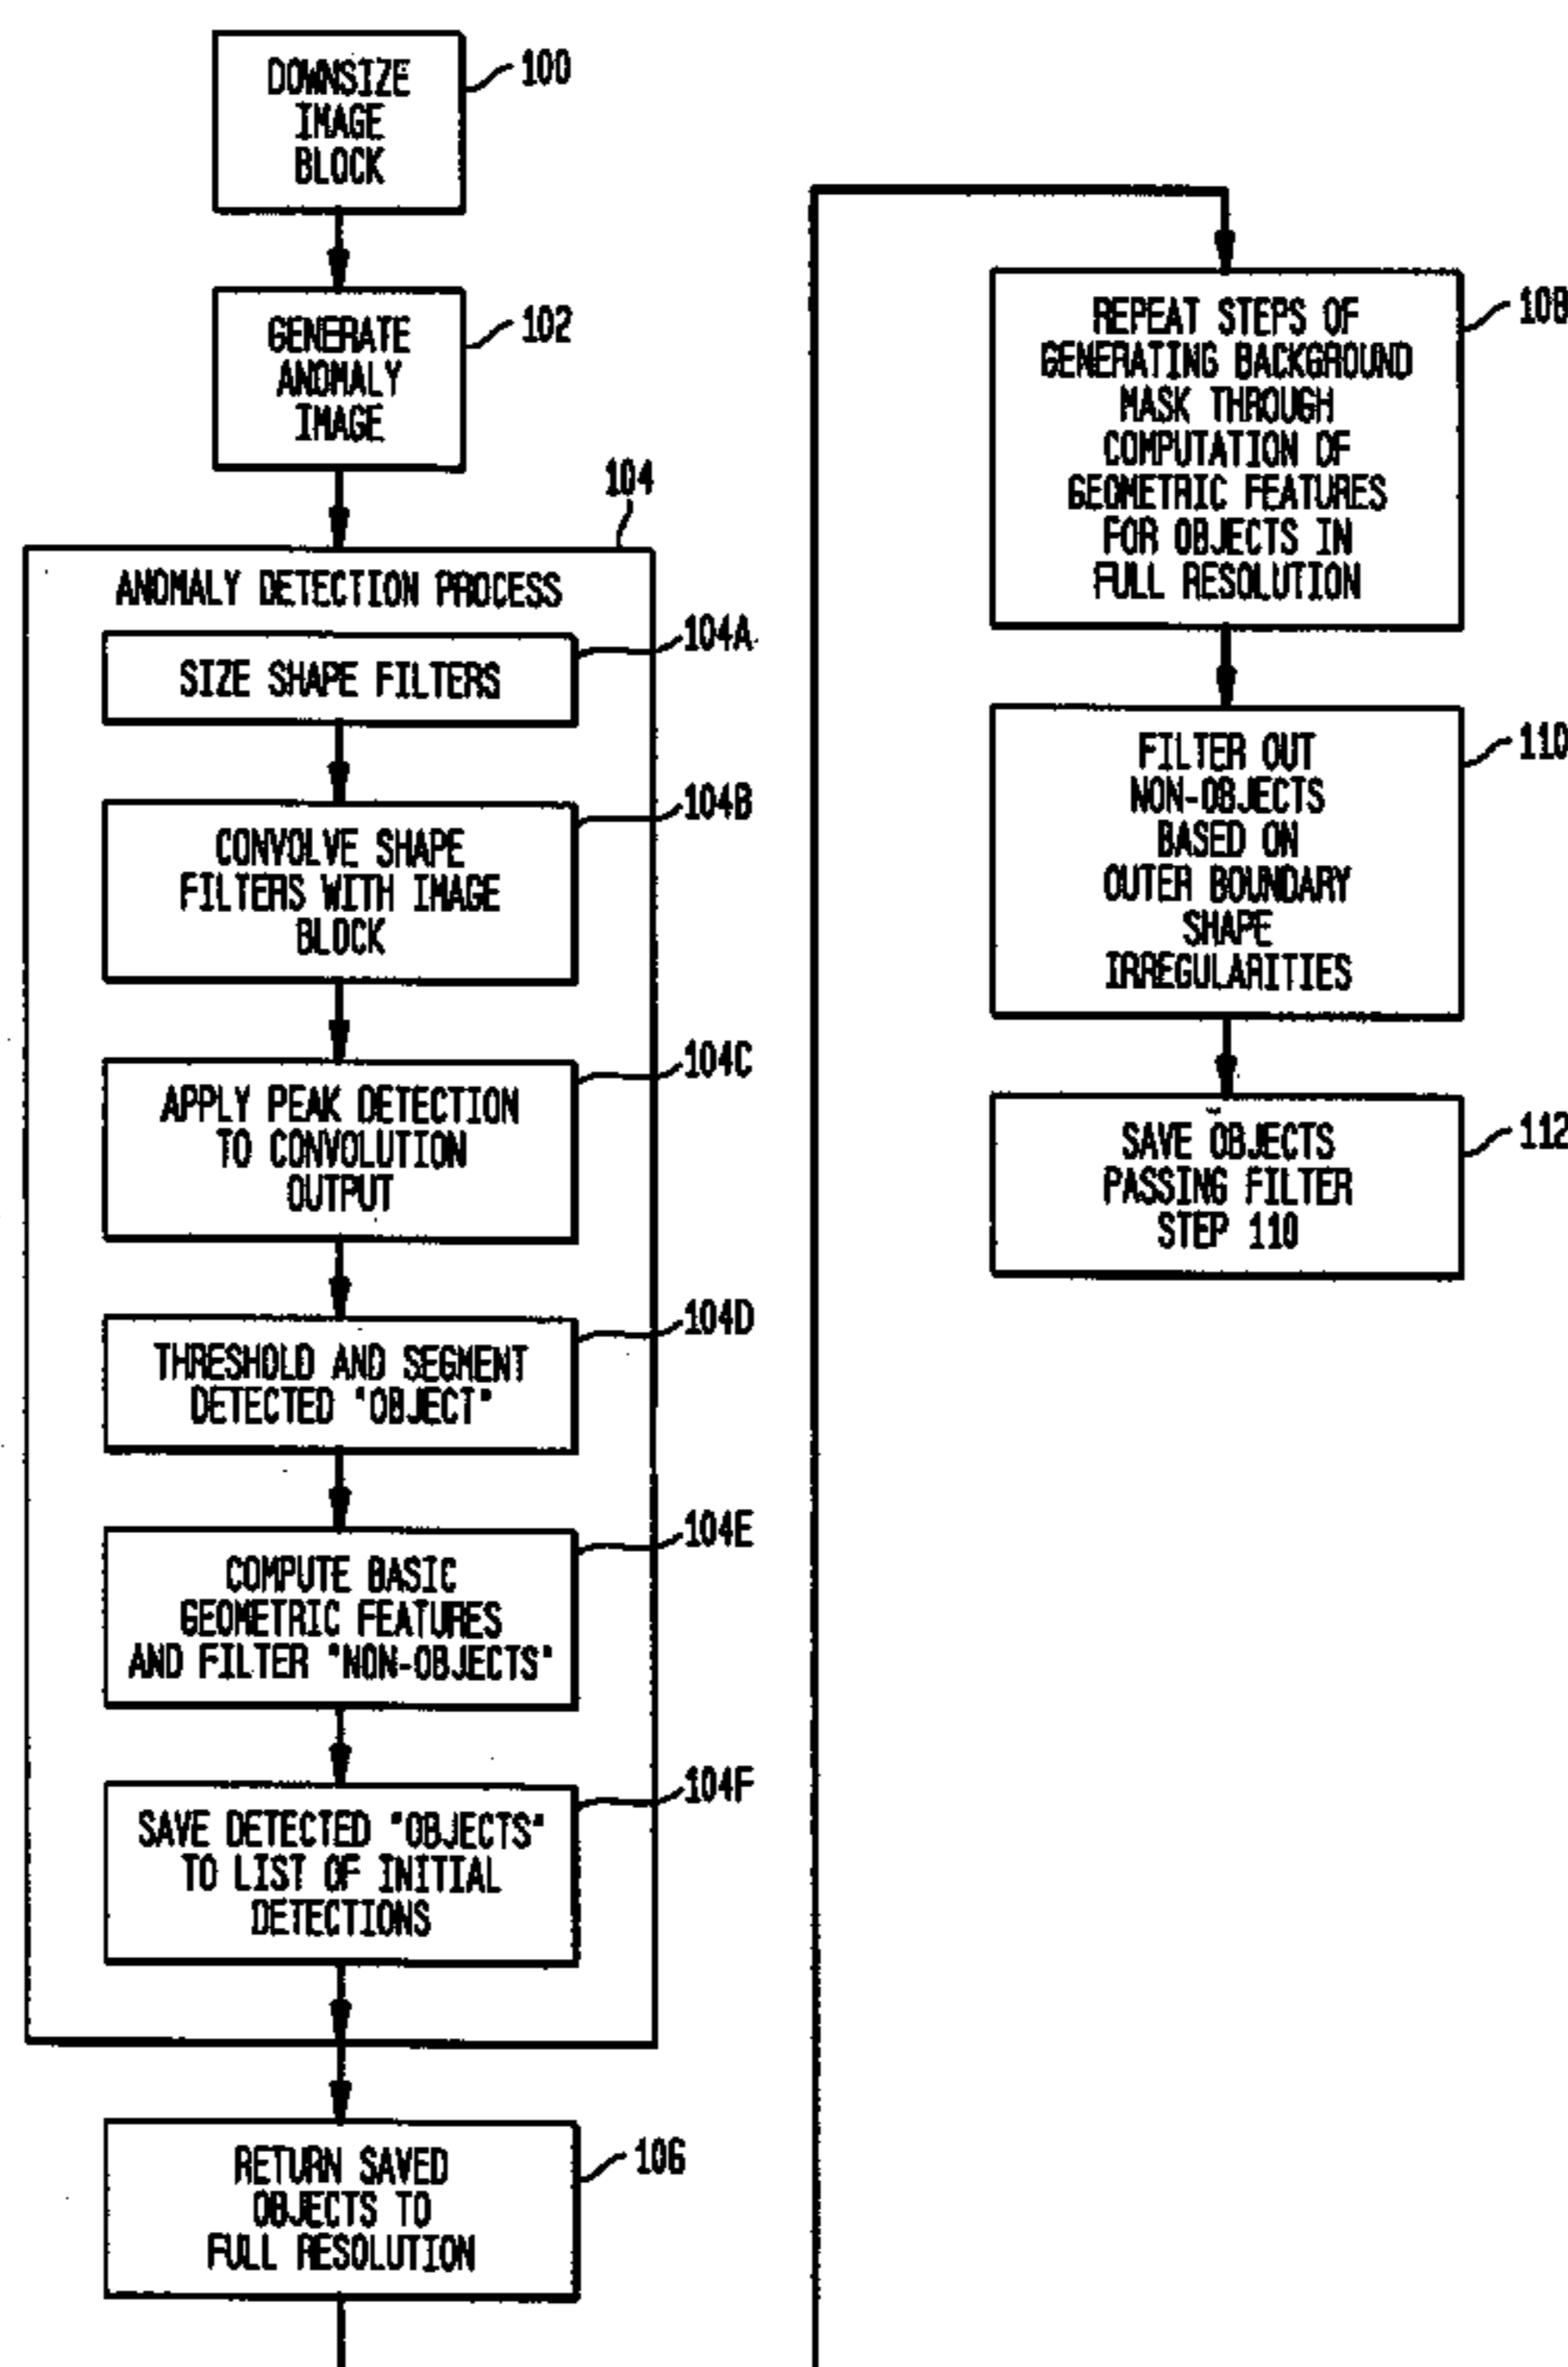 DOWNSIZE
IMAGE
BLOCK
100
GENERATE
ANOMALY
IMAGE
102
104
ANOMALY DETECTION PROCESS
SIZE SHAPE FILTERS
104A
CONVOLVE SHAPE
FILTERS WITH IMAGE
BLOCK
104B
APPLY PEAK DETECTION
TO CONVOLUTION
OUTPUT
104C
THRESHOLD AND SEGMENT
DETECTED "OBJECT"
104D
COMPUTE BASIC
GEOMETRIC FEATURES
AND FILTER "NON-OBJECTS"
104E
SAVE DETECTED "OBJECTS"
TO LIST OF INITIAL
DETECTIONS
104F
RETURN SAVED
OBJECTS TO
FULL RESOLUTION
106
REPEAT STEPS OF
GENERATING BACKGROUND
MASK THROUGH
COMPUTATION OF
GEOMETRIC FEATURES
FOR OBJECTS IN
FULL RESOLUTION
108
FILTER OUT
NON-OBJECTS
BASED ON
OUTER BOUNDARY
SHAPE
IRREGULARITIES
110
SAVE OBJECTS
PASSING FILTER
STEP 110
112